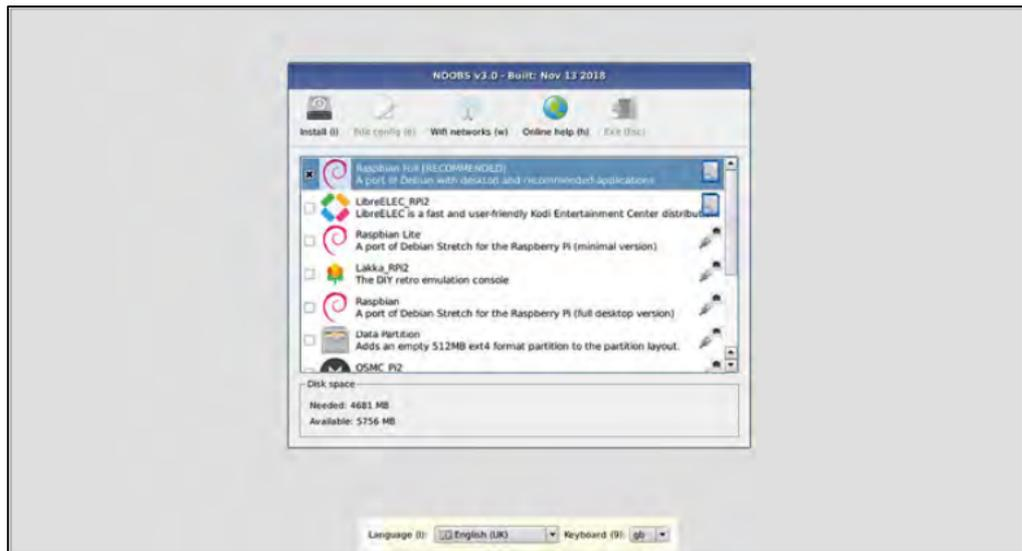 NOOBS v3.0 - Built: Nov 13 2018
Install (i) Edit config (e) Wifi networks (w) Online help (h) Exit (Esc)
Raspbian Full [RECOMMENDED]
A port of Debian with desktop and recommended applications
LibreELEC_RPi2
LibreELEC is a fast and user-friendly Kodi Entertainment Center
Raspbian Lite
A port of Debian Stretch for the Raspberry Pi (minimal version)
Lakka_RPi2
The DIY retro emulation console
Raspbian
A port of Debian Stretch for the Raspberry Pi (full desktop version)
Data Partition
Adds an empty 512MB ext4 format partition to the partition layout.
OSMC_Pi2
Disk space
Needed: 4681 MB
Available: 5756 MB
Language (l): English (UK) Keyboard (9): gb